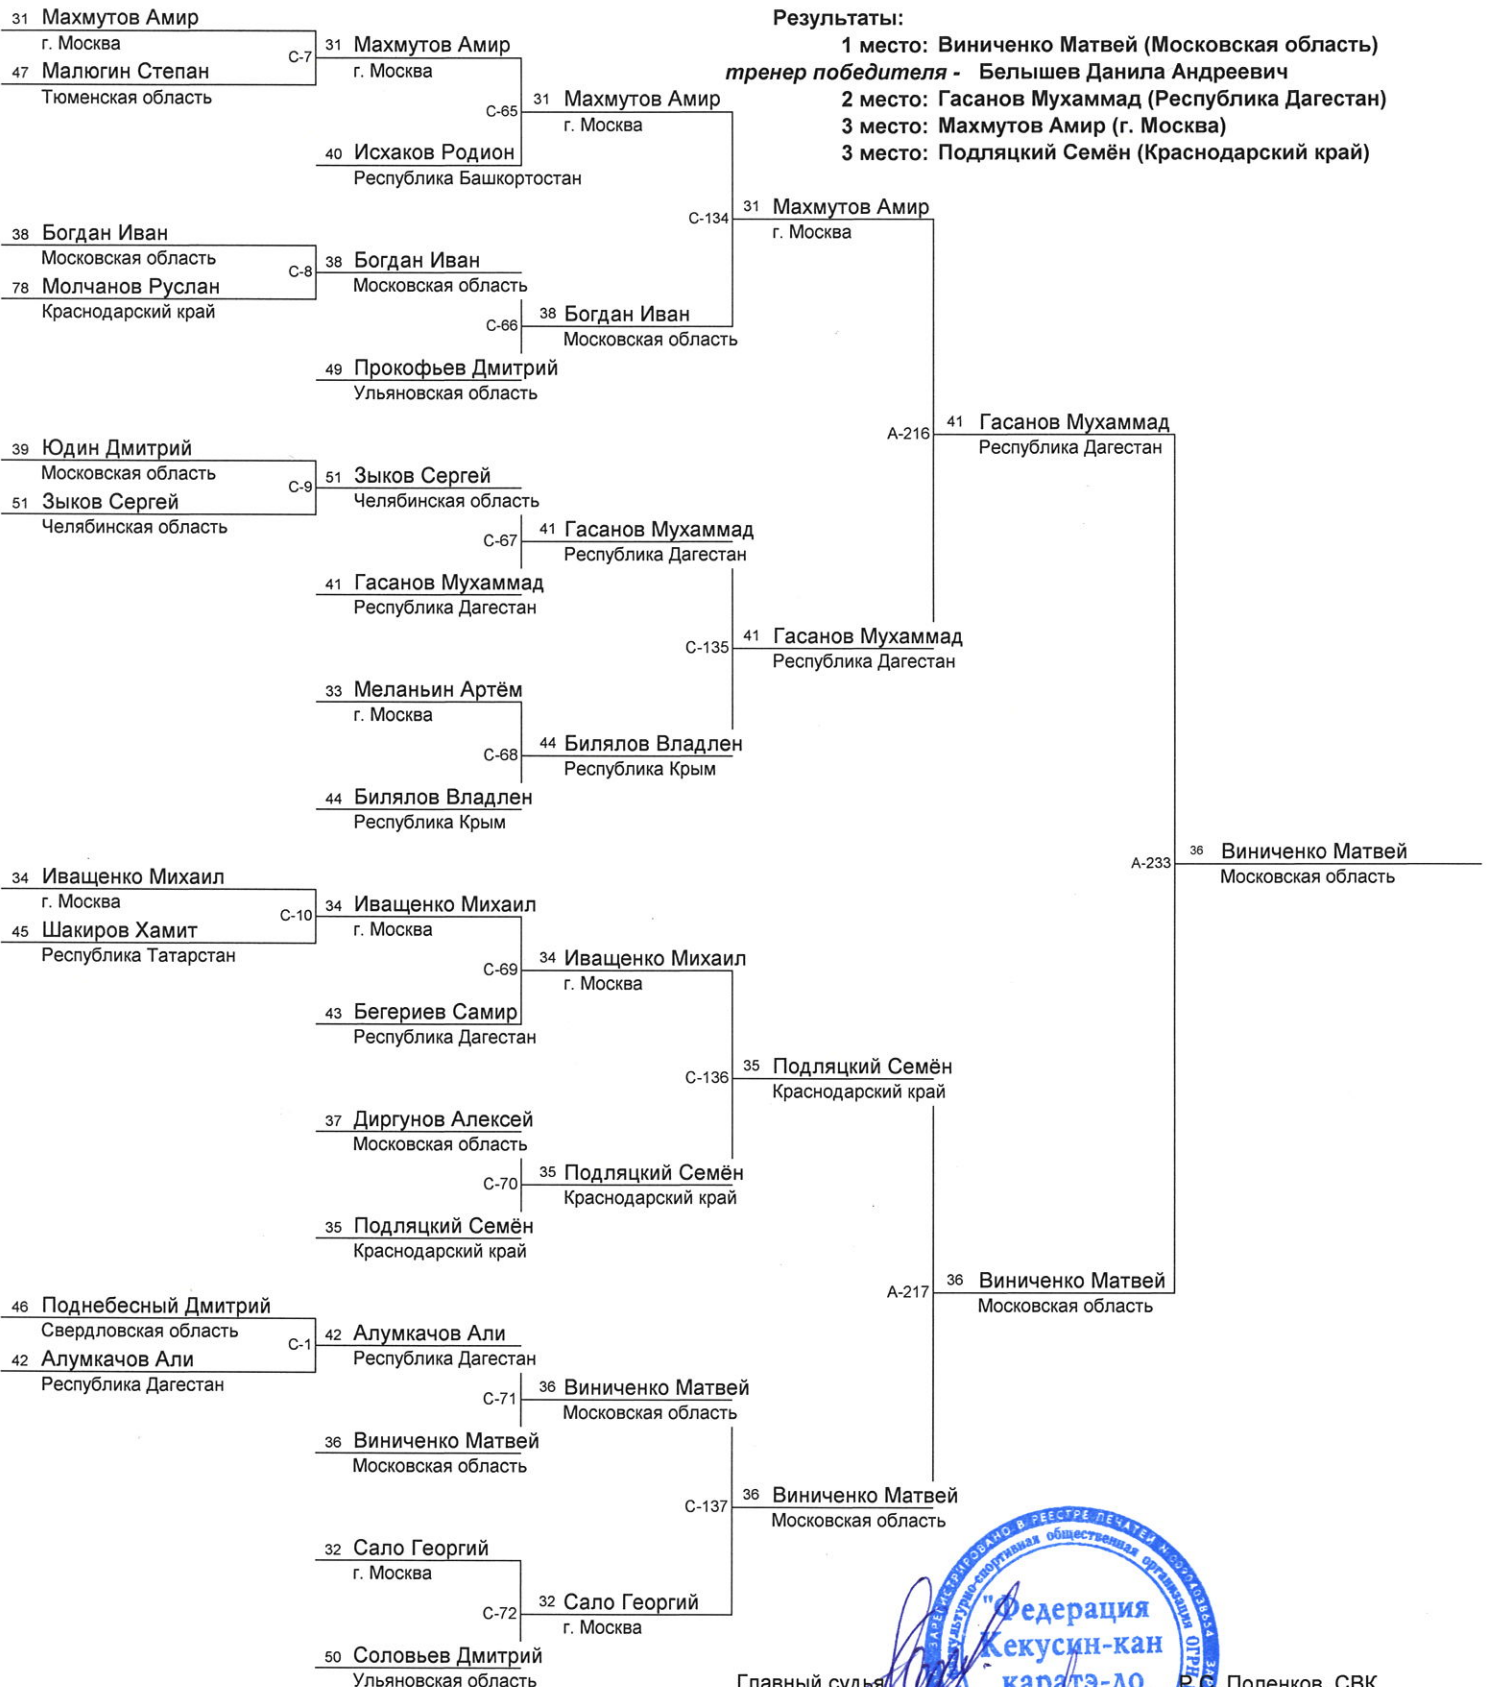 Результаты:
1 место: Виниченко Матвей (Московская область)
тренер победителя - Белышев Данила Андреевич
2 место: Гасанов Мухаммад (Республика Дагестан)
3 место: Махмутов Амир (г. Москва)
3 место: Подляцкий Семён (Краснодарский край)
31 Махмутов Амир
г. Москва
47 Малюгин Степан
Тюменская область
C-7
38 Богдан Иван
Московская область
78 Молчанов Руслан
Краснодарский край
C-8
39 Юдин Дмитрий
Московская область
51 Зыков Сергей
Челябинская область
C-9
34 Иващенко Михаил
г. Москва
45 Шакиров Хамит
Республика Татарстан
C-10
46 Поднебесный Дмитрий
Свердловская область
42 Алумкачов Али
Республика Дагестан
C-1
31 Махмутов Амир
г. Москва
C-65
40 Исхаков Родион
Республика Башкортостан
38 Богдан Иван
Московская область
C-66
49 Прокофьев Дмитрий
Ульяновская область
51 Зыков Сергей
Челябинская область
C-67
41 Гасанов Мухаммад
Республика Дагестан
33 Меланьин Артём
г. Москва
C-68
44 Билялов Владлен
Республика Крым
34 Иващенко Михаил
г. Москва
C-69
43 Бегериев Самир
Республика Дагестан
37 Диргунов Алексей
Московская область
C-70
35 Подляцкий Семён
Краснодарский край
42 Алумкачов Али
Республика Дагестан
C-71
36 Виниченко Матвей
Московская область
32 Сало Георгий
г. Москва
C-72
50 Соловьев Дмитрий
Ульяновская область
31 Махмутов Амир
г. Москва
C-134
38 Богдан Иван
Московская область
41 Гасанов Мухаммад
Республика Дагестан
C-135
44 Билялов Владлен
Республика Крым
34 Иващенко Михаил
г. Москва
C-136
35 Подляцкий Семён
Краснодарский край
36 Виниченко Матвей
Московская область
C-137
32 Сало Георгий
г. Москва
31 Махмутов Амир
г. Москва
A-216
41 Гасанов Мухаммад
Республика Дагестан
35 Подляцкий Семён
Краснодарский край
A-217
36 Виниченко Матвей
Московская область
41 Гасанов Мухаммад
Республика Дагестан
A-233
36 Виниченко Матвей
Московская область
36 Виниченко Матвей
Московская область
ЗАРЕГИСТРИРОВАНО В РЕЕСТРЕ ПЕЧАТЕЙ
общественная организация ОГРН
"Федерация
Кекусин-кан
каратэ-до
Главный судья Р.С. Поленков, СВК